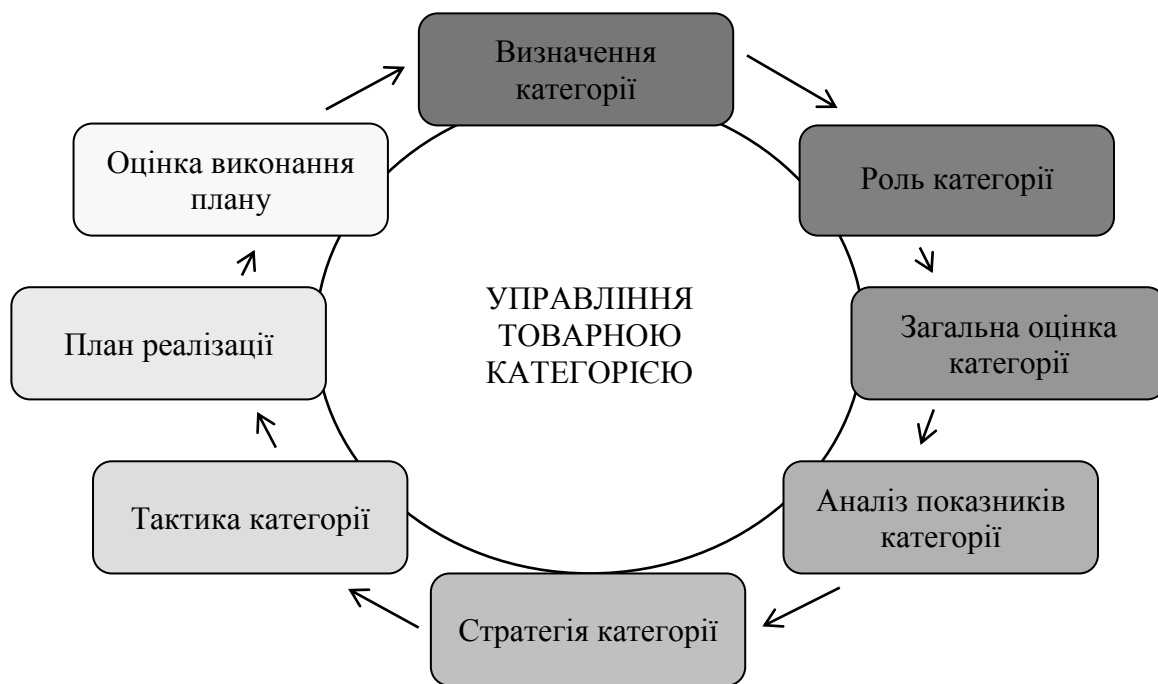 Визначення
категорії
Роль категорії
Загальна оцінка
категорії
Аналіз показників
категорії
Стратегія категорії
Тактика категорії
План реалізації
Оцінка виконання
плану
УПРАВЛІННЯ
ТОВАРНОЮ
КАТЕГОРІЄЮ